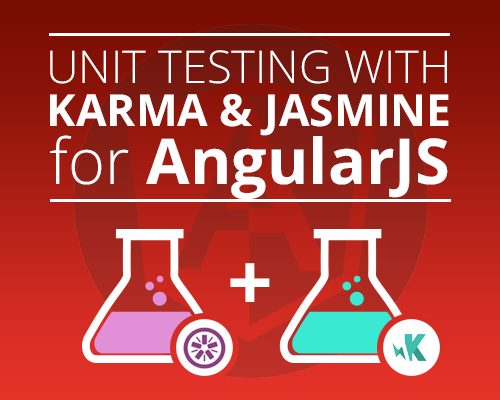 UNIT TESTING WITH
KARMA & JASMINE
for AngularJS
+
K